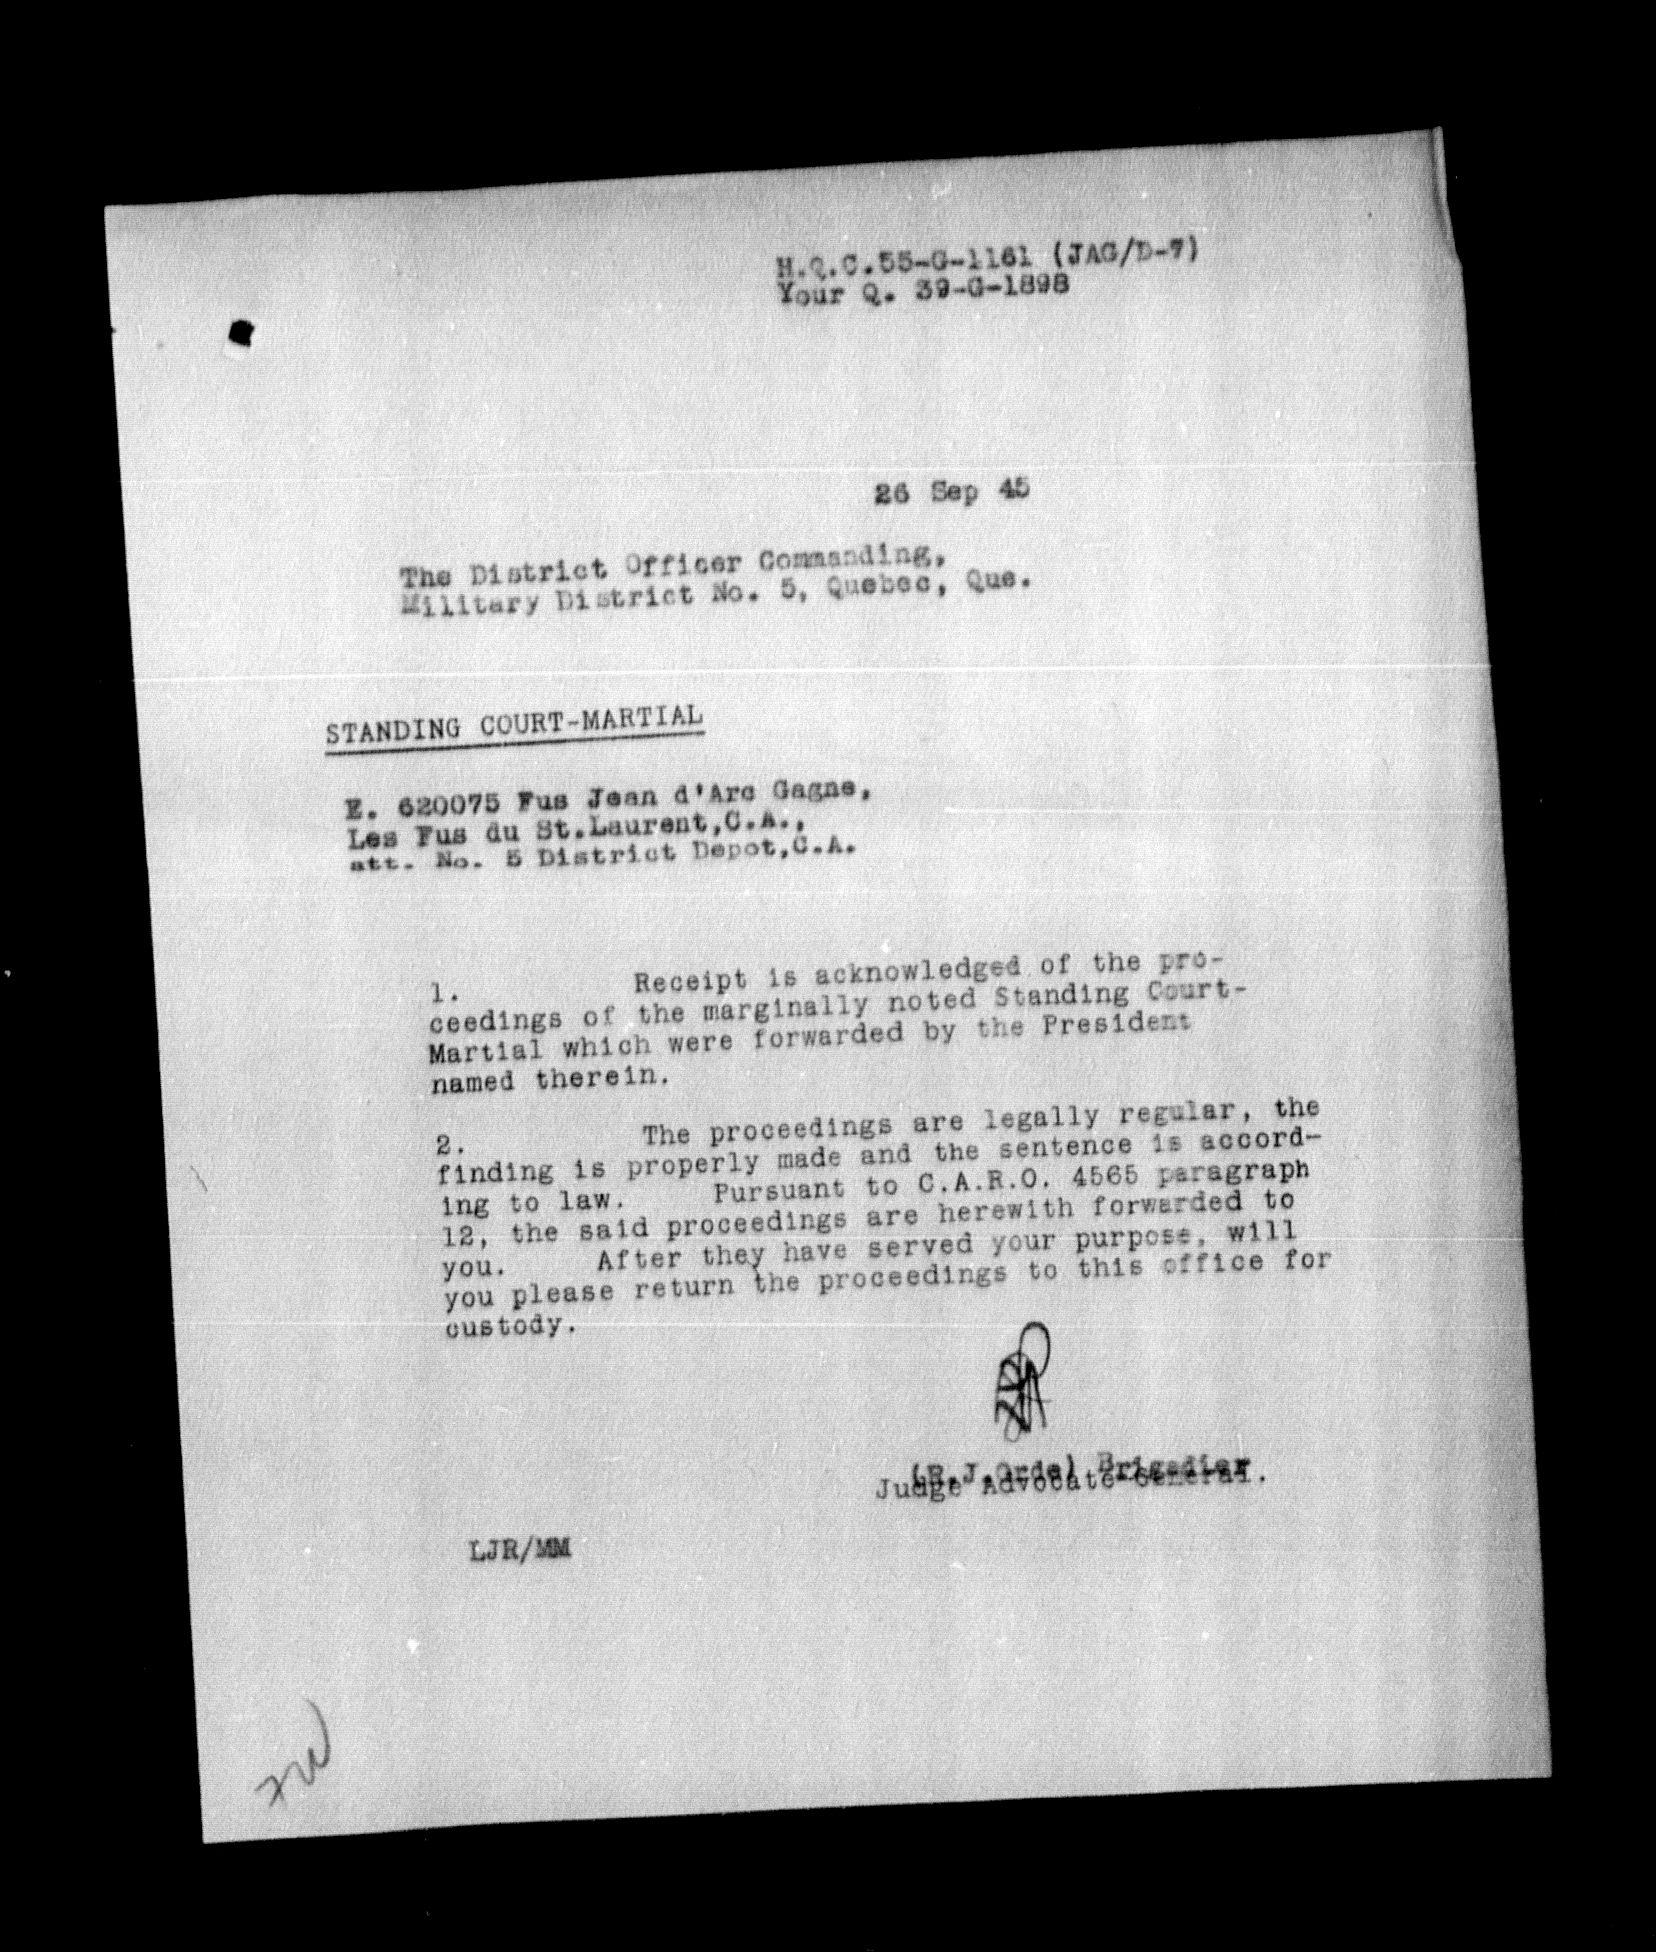 H.Q.C.55-G-1161 (JAG/D-7)
Your Q. 39-G-1898
26 Sep 45
The District Officer Commanding,
Military District No. 5, Quebec, Que.
STANDING COURT-MARTIAL
E. 620075 Fus Jean d'Arc Gagne,
Les Fus du St.Laurent,C.A.,
att. No. 5 District Depot,C.A.
1. Receipt is acknowledged of the pro-
ceedings of the marginally noted Standing Court-
Martial which were forwarded by the President
named therein.
2. The proceedings are legally regular, the
finding is properly made and the sentence is accord-
ing to law. Pursuant to C.A.R.O. 4565 paragraph
12, the said proceedings are herewith forwarded to
you. After they have served your purpose, will
you please return the proceedings to this office for
custody.
(R.J.Orde) Brigadier
Judge Advocate-General.
LJR/MM